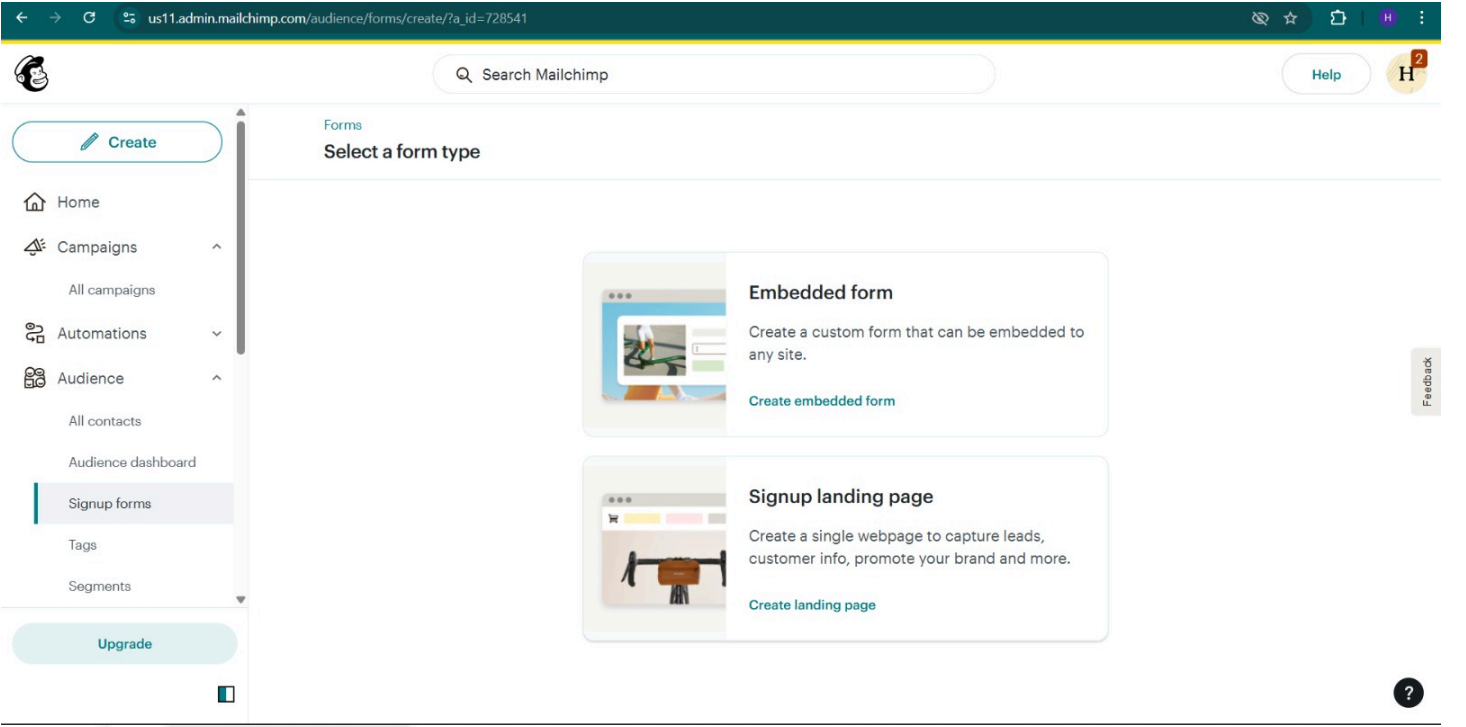 us11.admin.mailchimp.com/audience/forms/create/?a_id=728541
H
Search Mailchimp
Help
H
2
Create
Home
Campaigns
All campaigns
Automations
Audience
All contacts
Audience dashboard
Signup forms
Tags
Segments
Upgrade
Forms
Select a form type
Embedded form
Create a custom form that can be embedded to
any site.
Create embedded form
Signup landing page
Create a single webpage to capture leads,
customer info, promote your brand and more.
Create landing page
Feedback
?